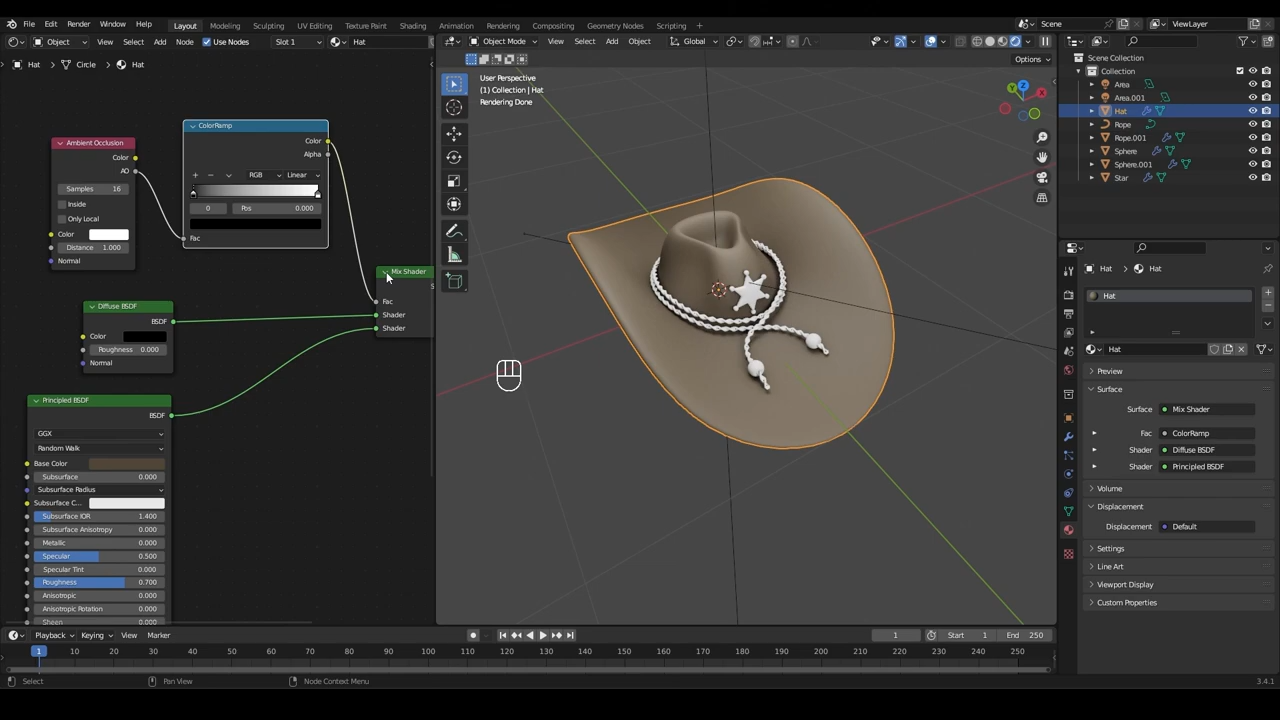 File Edit Render Window Help Layout Modeling Sculpting UV Editing Texture Paint Shading Animation Rendering Compositing Geometry Nodes Scripting + Scene ViewLayer
Object View Select Add Node Use Nodes Slot 1 Hat
Object Mode View Select Add Object Global
Options
Hat > Circle > Hat
User Perspective
(1) Collection | Hat
Rendering Done
Ambient Occlusion
Color
AO
Samples 16
Inside
Only Local
Color
Distance 1.000
Normal
ColorRamp
Color
Alpha
+ − RGB Linear
0 Pos 0.000
Fac
Mix Shader
S
Fac
Shader
Shader
Diffuse BSDF
BSDF
Color
Roughness 0.000
Normal
Principled BSDF
BSDF
GGX
Random Walk
Base Color
Subsurface 0.000
Subsurface Radius
Subsurface C...
Subsurface IOR 1.400
Subsurface Anisotropy 0.000
Metallic 0.000
Specular 0.500
Specular Tint 0.000
Roughness 0.700
Anisotropic 0.000
Anisotropic Rotation 0.000
Sheen 0.000
Z
Y
X
Scene Collection
Collection
Area
Area.001
Hat
Rope
Rope.001
Sphere
Sphere.001
Star
Hat > Hat
Hat
Hat
Preview
Surface
Surface Mix Shader
Fac ColorRamp
Shader Diffuse BSDF
Shader Principled BSDF
Volume
Displacement
Displacement Default
Settings
Line Art
Viewport Display
Custom Properties
Playback Keying View Marker
1 Start 1 End 250
1 10 20 30 40 50 60 70 80 90 100 110 120 130 140 150 160 170 180 190 200 210 220 230 240 250
Select Pan View Node Context Menu 3.4.1